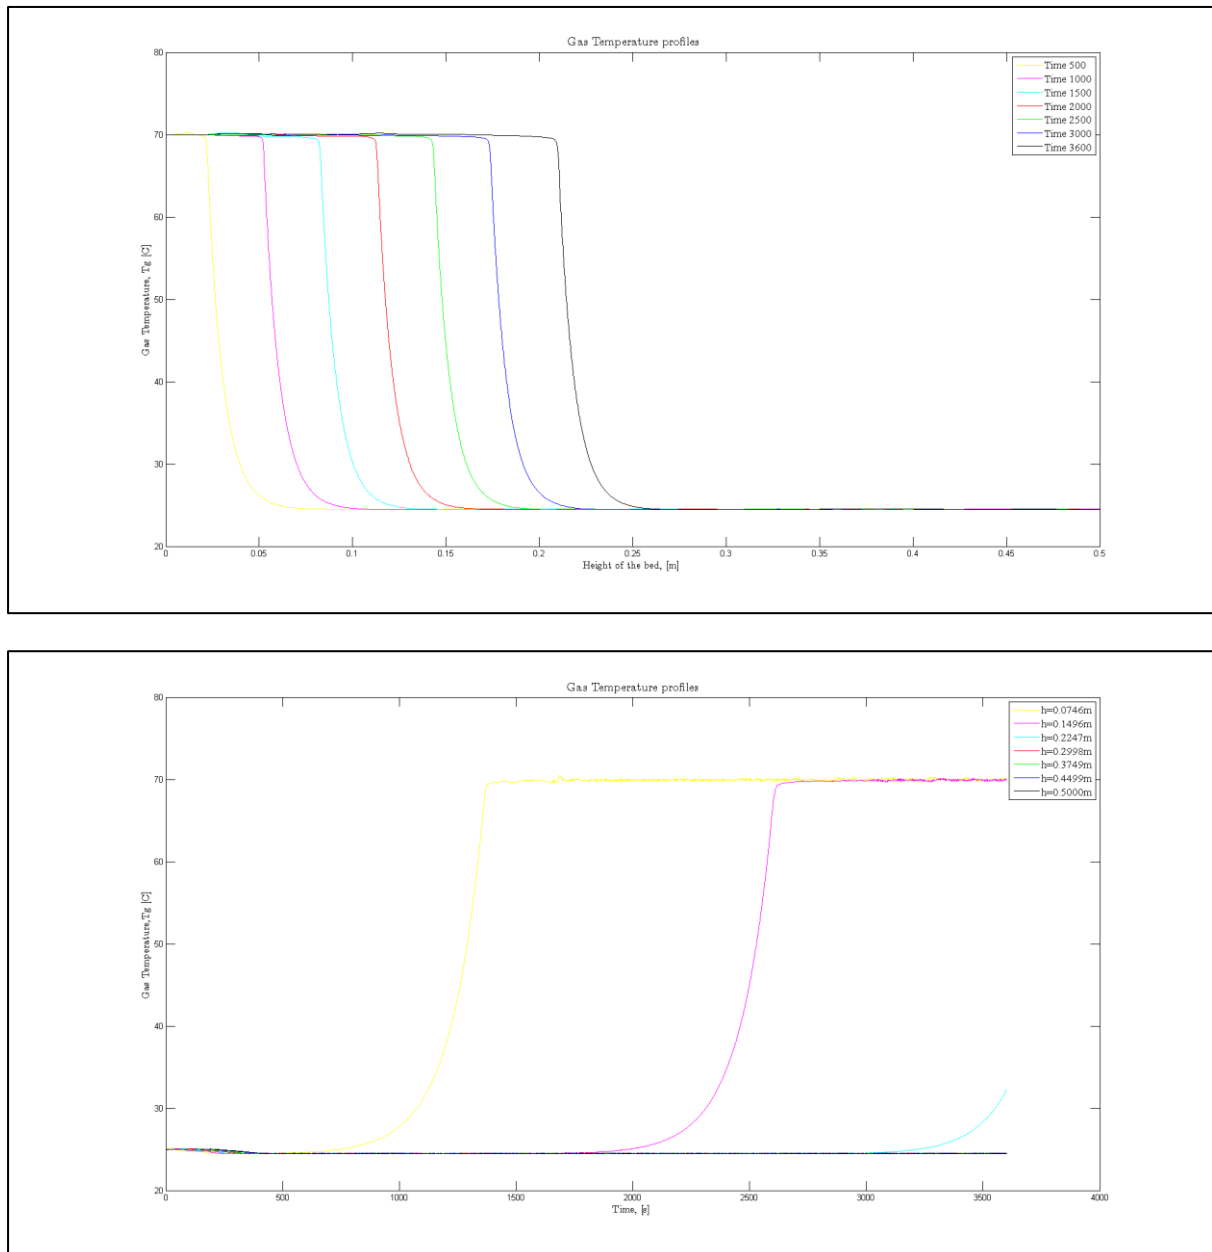 Gas Temperature profiles
80
70
60
50
40
30
20
Gas Temperature, Tg [C]
Time 500
Time 1000
Time 1500
Time 2000
Time 2500
Time 3000
Time 3600
0 0.05 0.1 0.15 0.2 0.25 0.3 0.35 0.4 0.45 0.5
Height of the bed, [m]
Gas Temperature profiles
80
70
60
50
40
30
20
Gas Temperature,Tg [C]
h=0.0746m
h=0.1496m
h=0.2247m
h=0.2998m
h=0.3749m
h=0.4499m
h=0.5000m
0 500 1000 1500 2000 2500 3000 3500 4000
Time, [s]